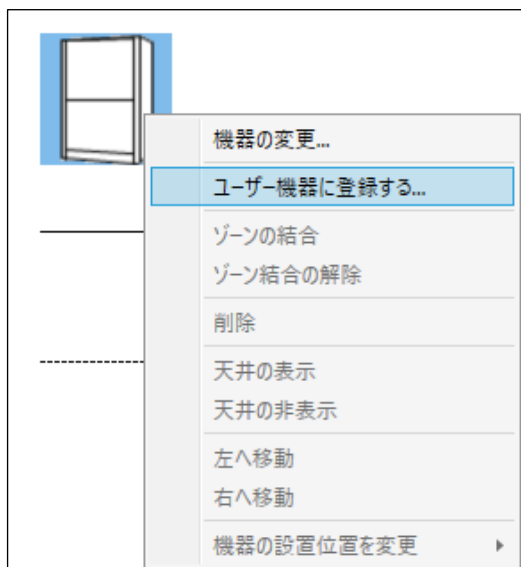 機器の変更...
ユーザー機器に登録する...
ゾーンの結合
ゾーン結合の解除
削除
天井の表示
天井の非表示
左へ移動
右へ移動
機器の設置位置を変更